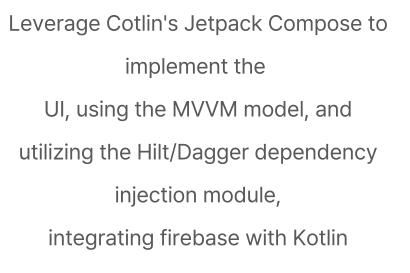 Leverage Cotlin's Jetpack Compose to
implement the
UI, using the MVVM model, and
utilizing the Hilt/Dagger dependency
injection module,
integrating firebase with Kotlin